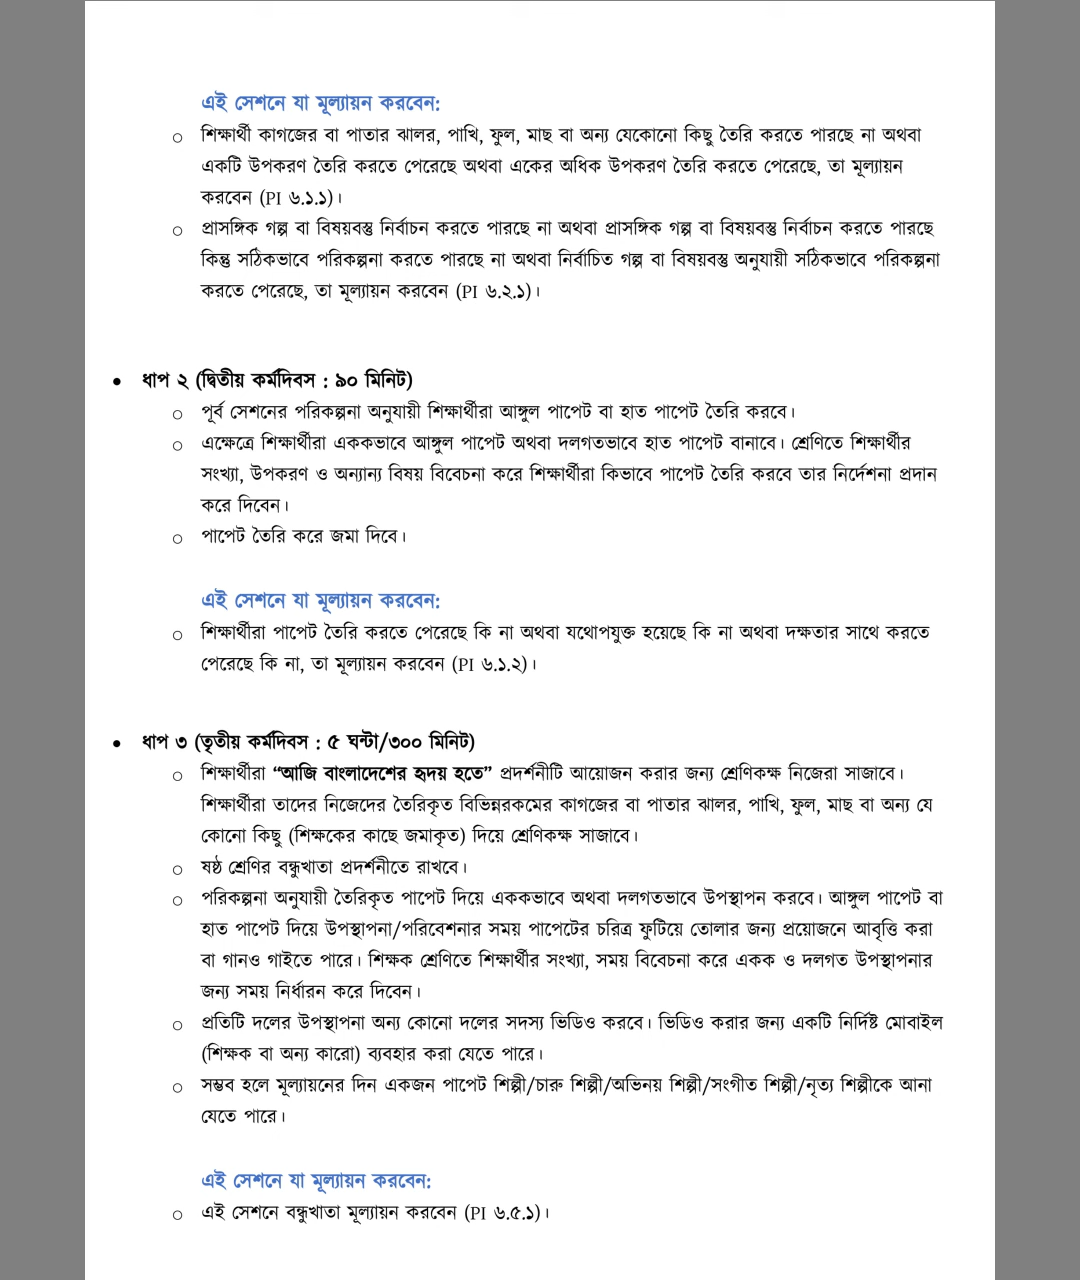 এই সেশনে যা মূল্যায়ন করবেন:
o শিক্ষার্থী কাগজের বা পাতার ঝালর, পাখি, ফুল, মাছ বা অন্য যেকোনো কিছু তৈরি করতে পারছে না অথবা
একটি উপকরণ তৈরি করতে পেরেছে অথবা একের অধিক উপকরণ তৈরি করতে পেরেছে, তা মূল্যায়ন
করবেন (PI ৬.১.১)।
o প্রাসঙ্গিক গল্প বা বিষয়বস্তু নির্বাচন করতে পারছে না অথবা প্রাসঙ্গিক গল্প বা বিষয়বস্তু নির্বাচন করতে পারছে
কিন্তু সঠিকভাবে পরিকল্পনা করতে পারছে না অথবা নির্বাচিত গল্প বা বিষয়বস্তু অনুযায়ী সঠিকভাবে পরিকল্পনা
করতে পেরেছে, তা মূল্যায়ন করবেন (PI ৬.২.১)।
• ধাপ ২ (দ্বিতীয় কর্মদিবস : ৯০ মিনিট)
o পূর্ব সেশনের পরিকল্পনা অনুযায়ী শিক্ষার্থীরা আঙ্গুল পাপেট বা হাত পাপেট তৈরি করবে।
o এক্ষেত্রে শিক্ষার্থীরা এককভাবে আঙ্গুল পাপেট অথবা দলগতভাবে হাত পাপেট বানাবে। শ্রেণিতে শিক্ষার্থীর
সংখ্যা, উপকরণ ও অন্যান্য বিষয় বিবেচনা করে শিক্ষার্থীরা কিভাবে পাপেট তৈরি করবে তার নির্দেশনা প্রদান
করে দিবেন।
o পাপেট তৈরি করে জমা দিবে।
এই সেশনে যা মূল্যায়ন করবেন:
o শিক্ষার্থীরা পাপেট তৈরি করতে পেরেছে কি না অথবা যথোপযুক্ত হয়েছে কি না অথবা দক্ষতার সাথে করতে
পেরেছে কি না, তা মূল্যায়ন করবেন (PI ৬.১.২)।
• ধাপ ৩ (তৃতীয় কর্মদিবস : ৫ ঘন্টা/৩০০ মিনিট)
o শিক্ষার্থীরা “আজি বাংলাদেশের হৃদয় হতে” প্রদর্শনীটি আয়োজন করার জন্য শ্রেণিকক্ষ নিজেরা সাজাবে।
শিক্ষার্থীরা তাদের নিজেদের তৈরিকৃত বিভিন্নরকমের কাগজের বা পাতার ঝালর, পাখি, ফুল, মাছ বা অন্য যে
কোনো কিছু (শিক্ষকের কাছে জমাকৃত) দিয়ে শ্রেণিকক্ষ সাজাবে।
o ষষ্ঠ শ্রেণির বন্ধুখাতা প্রদর্শনীতে রাখবে।
o পরিকল্পনা অনুযায়ী তৈরিকৃত পাপেট দিয়ে এককভাবে অথবা দলগতভাবে উপস্থাপন করবে। আঙ্গুল পাপেট বা
হাত পাপেট দিয়ে উপস্থাপনা/পরিবেশনার সময় পাপেটের চরিত্র ফুটিয়ে তোলার জন্য প্রয়োজনে আবৃত্তি করা
বা গানও গাইতে পারে। শিক্ষক শ্রেণিতে শিক্ষার্থীর সংখ্যা, সময় বিবেচনা করে একক ও দলগত উপস্থাপনার
জন্য সময় নির্ধারন করে দিবেন।
o প্রতিটি দলের উপস্থাপনা অন্য কোনো দলের সদস্য ভিডিও করবে। ভিডিও করার জন্য একটি নির্দিষ্ট মোবাইল
(শিক্ষক বা অন্য কারো) ব্যবহার করা যেতে পারে।
o সম্ভব হলে মূল্যায়নের দিন একজন পাপেট শিল্পী/চারু শিল্পী/অভিনয় শিল্পী/সংগীত শিল্পী/নৃত্য শিল্পীকে আনা
যেতে পারে।
এই সেশনে যা মূল্যায়ন করবেন:
o এই সেশনে বন্ধুখাতা মূল্যায়ন করবেন (PI ৬.৫.১)।